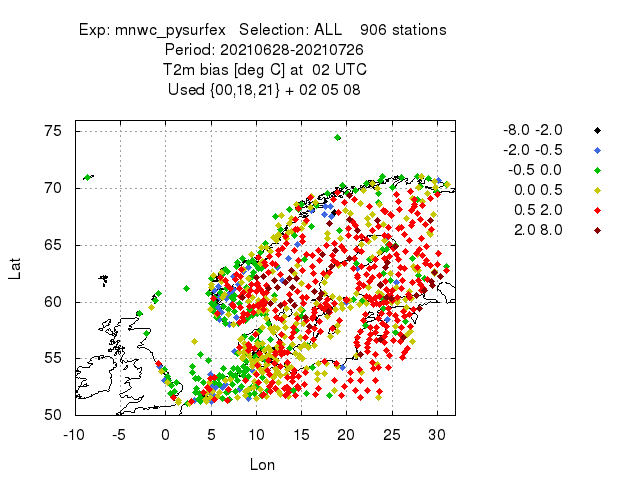 Exp: mnwc_pysurfex   Selection: ALL    906 stations
Period: 20210628-20210726
T2m bias [deg C] at  02 UTC
Used {00,18,21} + 02 05 08
-8.0 -2.0
-2.0 -0.5
-0.5 0.0
0.0 0.5
0.5 2.0
2.0 8.0
75
70
65
60
55
50
Lat
-10 -5 0 5 10 15 20 25 30
Lon